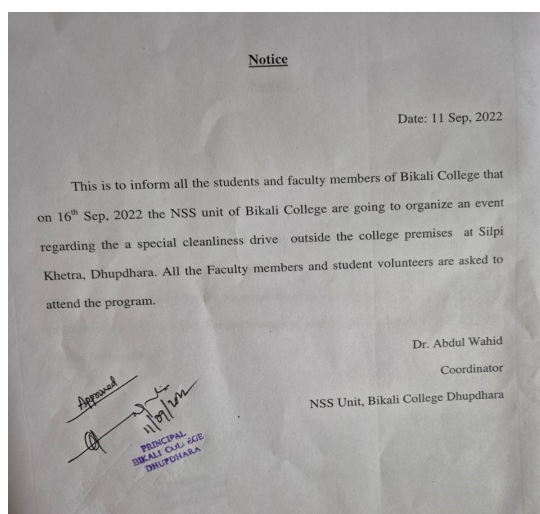 Notice
Date: 11 Sep, 2022
This is to inform all the students and faculty members of Bikali College that
on 16th Sep, 2022 the NSS unit of Bikali College are going to organize an event
regarding the a special cleanliness drive outside the college premises at Silpi
Khetra, Dhupdhara. All the Faculty members and student volunteers are asked to
attend the program.
Dr. Abdul Wahid
Coordinator
NSS Unit, Bikali College Dhupdhara
Approved
PRINCIPAL
BIKALI COLLEGE
DHUPDHARA